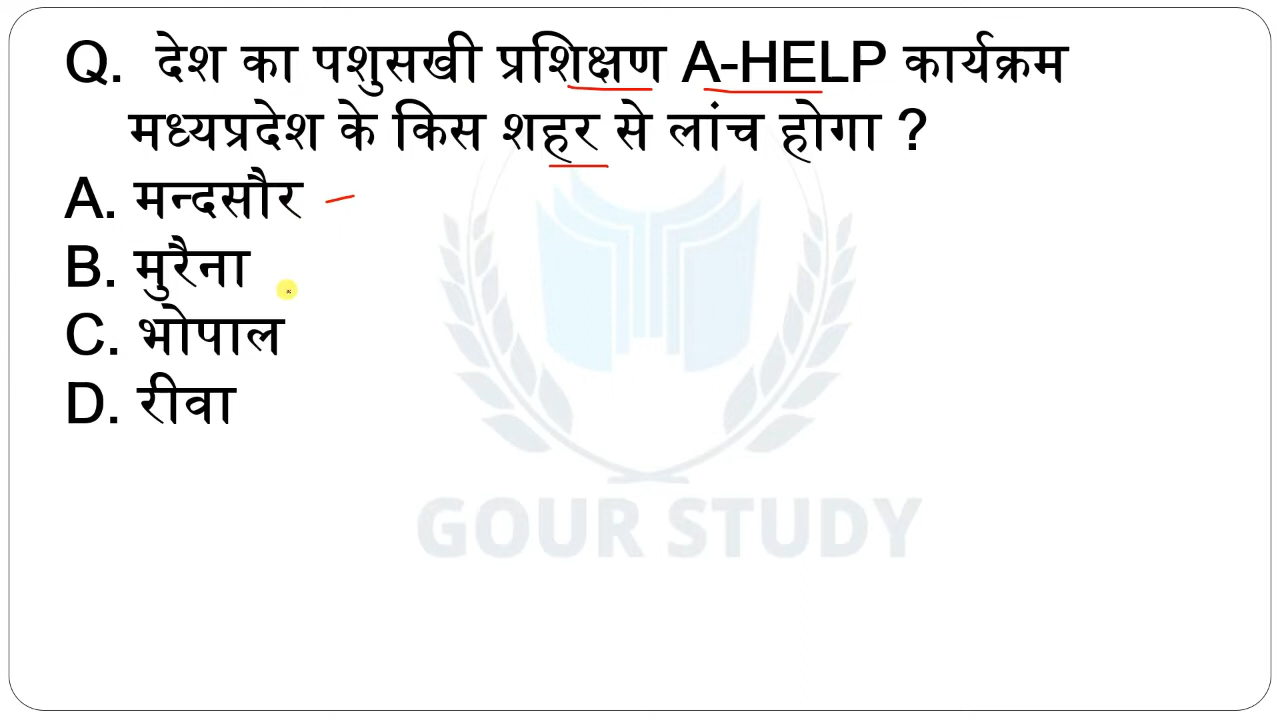 Q. देश का पशुसखी प्रशिक्षण A-HELP कार्यक्रम
मध्यप्रदेश के किस शहर से लांच होगा ?
A. मन्दसौर
B. मुरैना
C. भोपाल
D. रीवा
GOUR STUDY